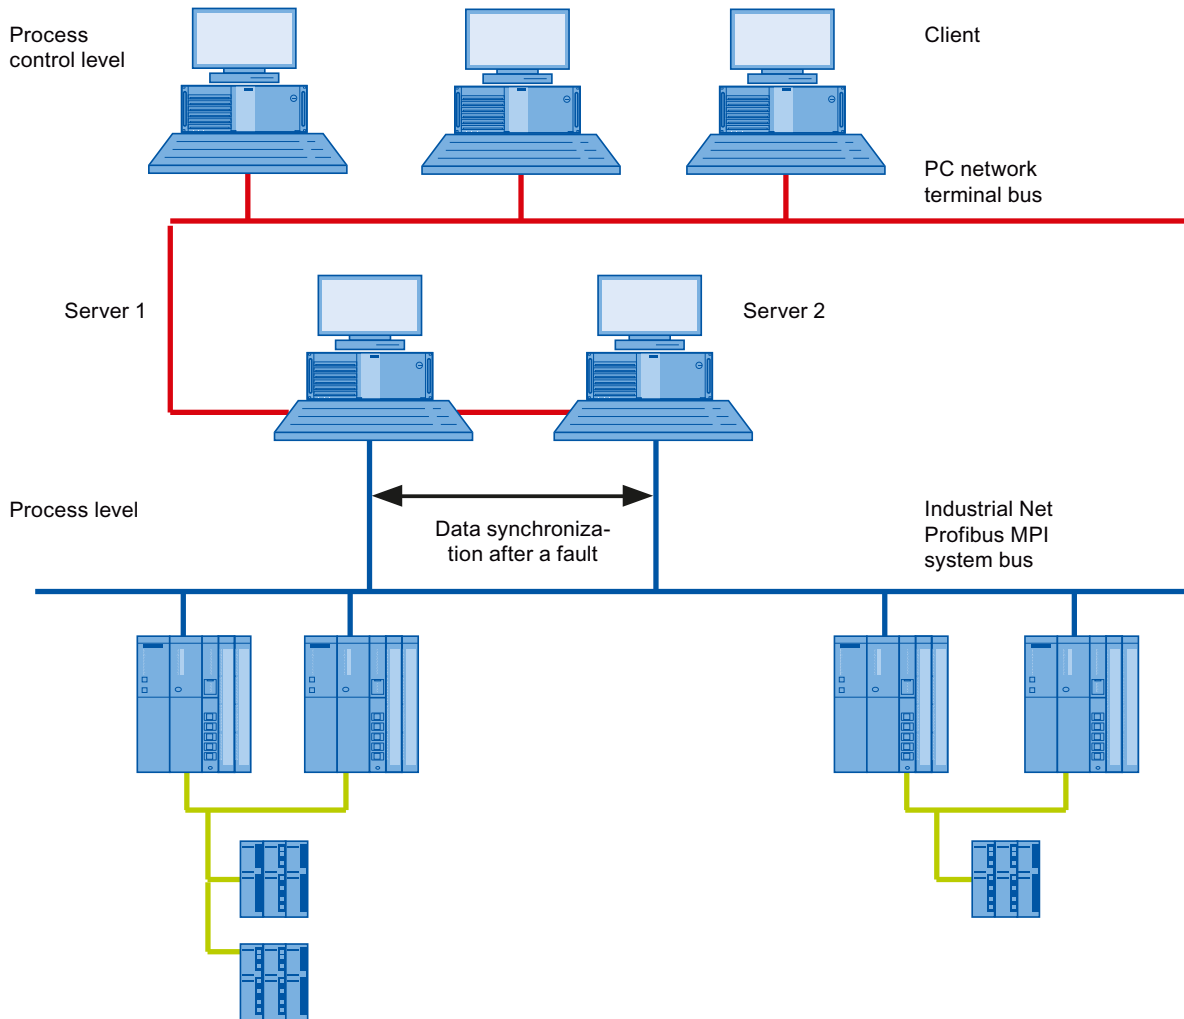 Process
control level
Client
PC network
terminal bus
Server 1
Server 2
Process level
Data synchroniza-
tion after a fault
Industrial Net
Profibus MPI
system bus